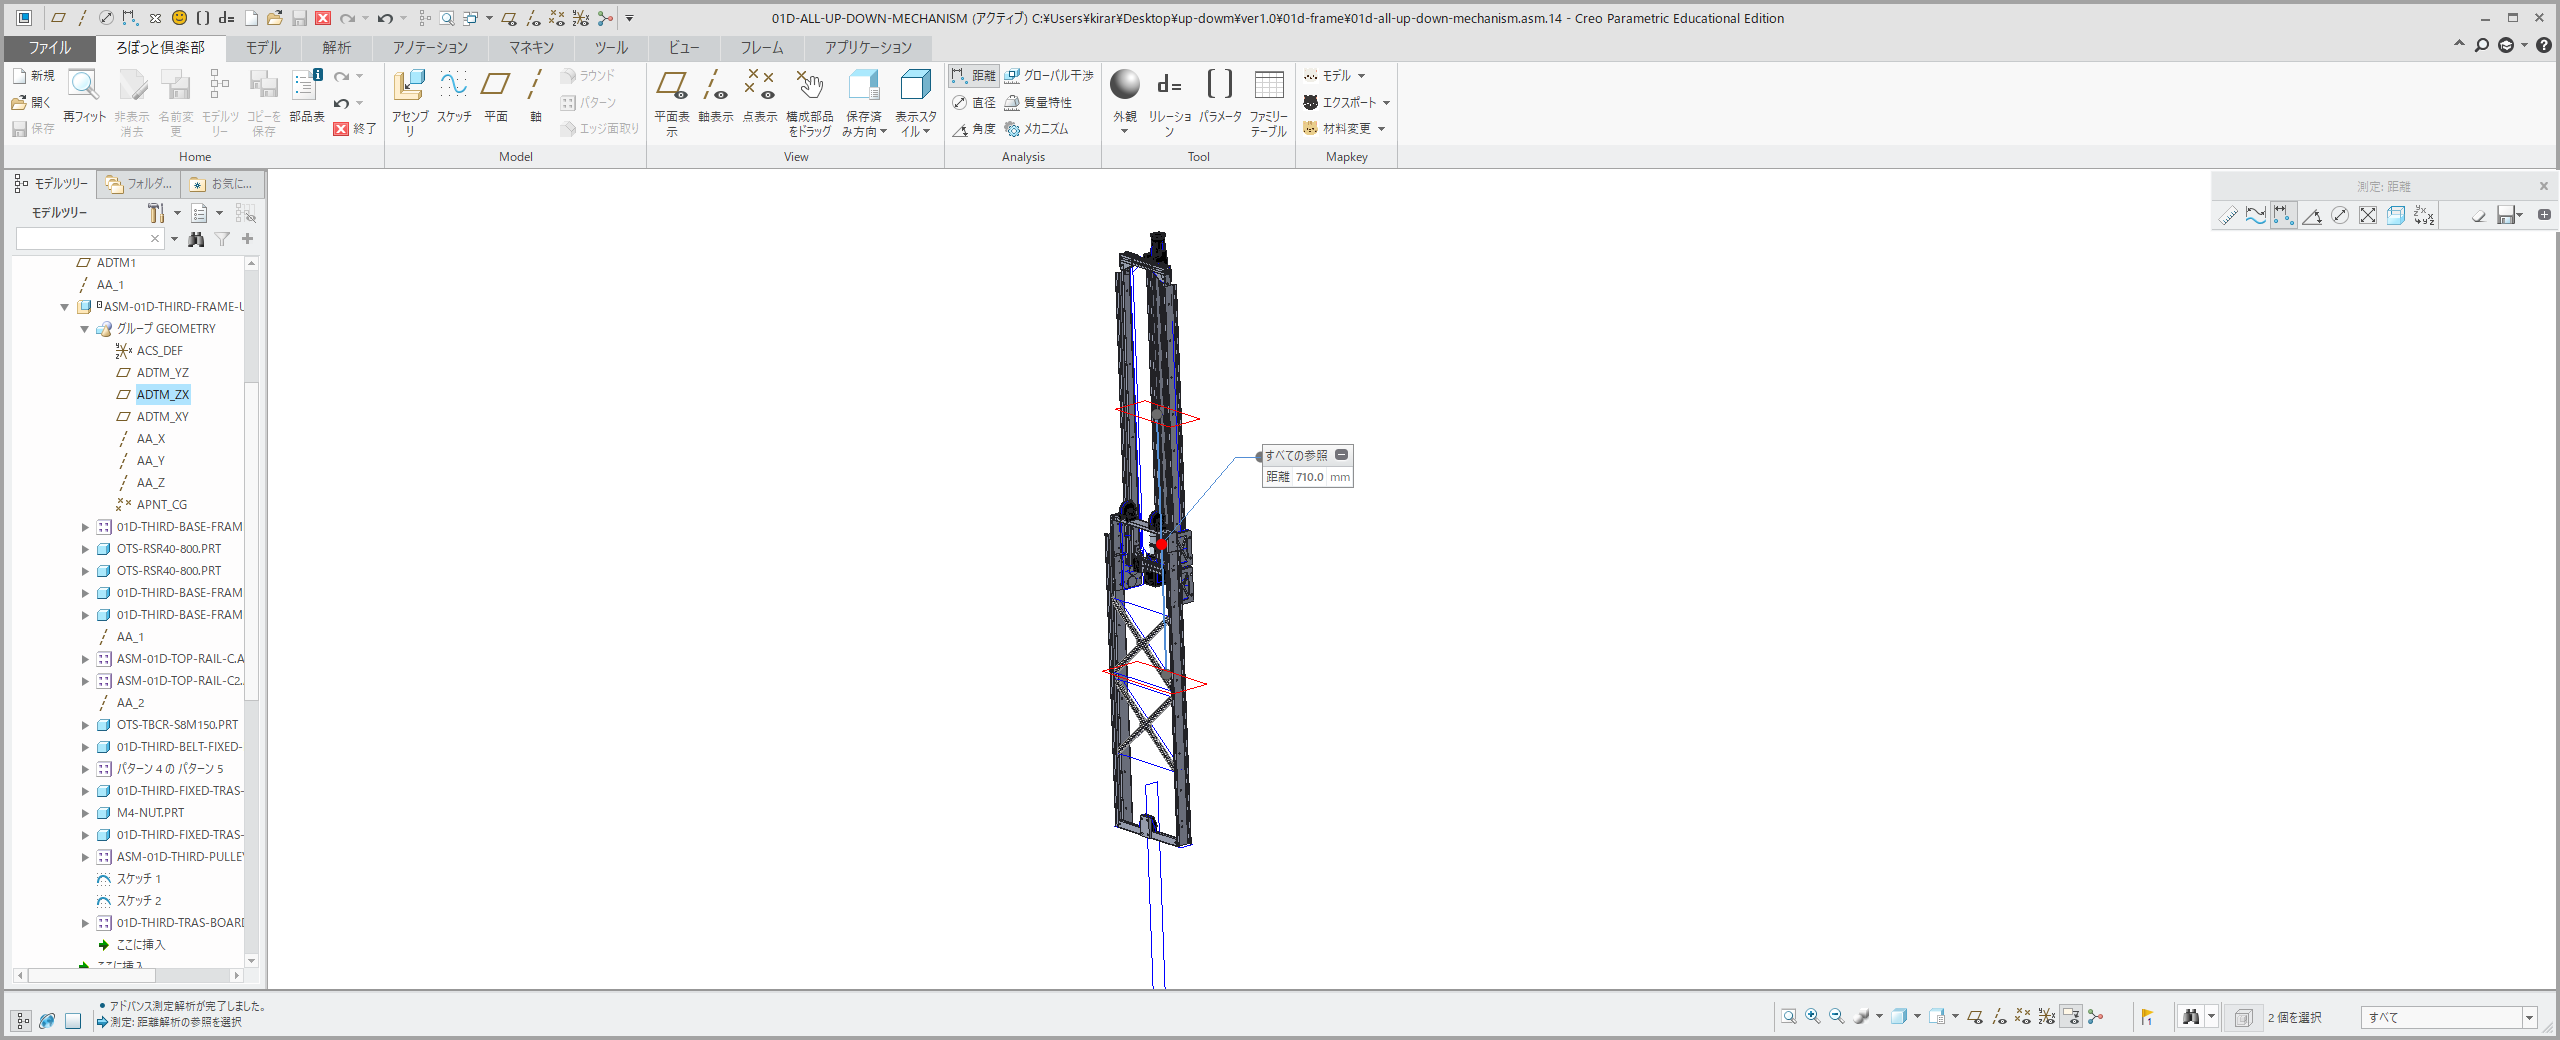 01D-ALL-UP-DOWN-MECHANISM (アクティブ) C:¥Users¥kirar¥Desktop¥up-dowm¥ver1.0¥01d-frame¥01d-all-up-down-mechanism.asm.14 - Creo Parametric Educational Edition
ファイル ろぼっと倶楽部 モデル 解析 アノテーション マネキン ツール ビュー フレーム アプリケーション
新規 開く 保存 再フィット 非表示消去 名前変更 モデルツリー コピーを保存 部品表 終了
アセンブリ スケッチ 平面 軸 ラウンド パターン エッジ面取り
平面表示 軸表示 点表示 構成部品をドラッグ 保存済み方向 表示スタイル
距離 グローバル干渉
直径 質量特性
角度 メカニズム
外観 リレーション パラメータ ファミリーテーブル
モデル
エクスポート
材料変更
Home Model View Analysis Tool Mapkey
モデルツリー フォルダ... お気に...
モデルツリー
ADTM1
AA_1
ASM-01D-THIRD-FRAME-U
グループ GEOMETRY
ACS_DEF
ADTM_YZ
ADTM_ZX
ADTM_XY
AA_X
AA_Y
AA_Z
APNT_CG
01D-THIRD-BASE-FRAM
OTS-RSR40-800.PRT
OTS-RSR40-800.PRT
01D-THIRD-BASE-FRAM
01D-THIRD-BASE-FRAM
AA_1
ASM-01D-TOP-RAIL-C.A
ASM-01D-TOP-RAIL-C2.
AA_2
OTS-TBCR-S8M150.PRT
01D-THIRD-BELT-FIXED-
パターン 4 の パターン 5
01D-THIRD-FIXED-TRAS-
M4-NUT.PRT
01D-THIRD-FIXED-TRAS-
ASM-01D-THIRD-PULLEY
スケッチ 1
スケッチ 2
01D-THIRD-TRAS-BOARD
ここに挿入
ここに挿入
すべての参照
距離 710.0 mm
測定: 距離
アドバンス測定解析が完了しました。
測定: 距離解析の参照を選択
2 個を選択
すべて